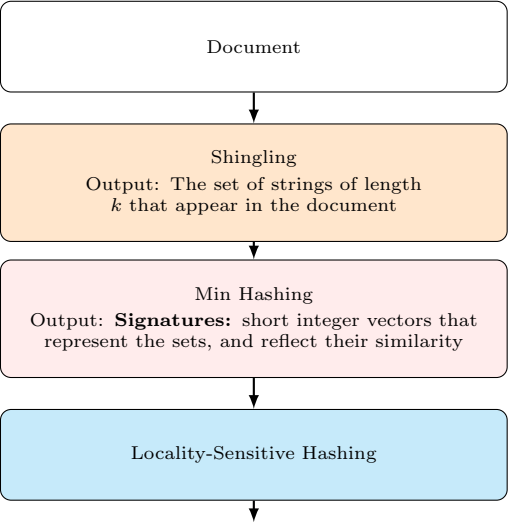 Document
Shingling
Output: The set of strings of length
k that appear in the document
Min Hashing
Output: Signatures: short integer vectors that
represent the sets, and reflect their similarity
Locality-Sensitive Hashing